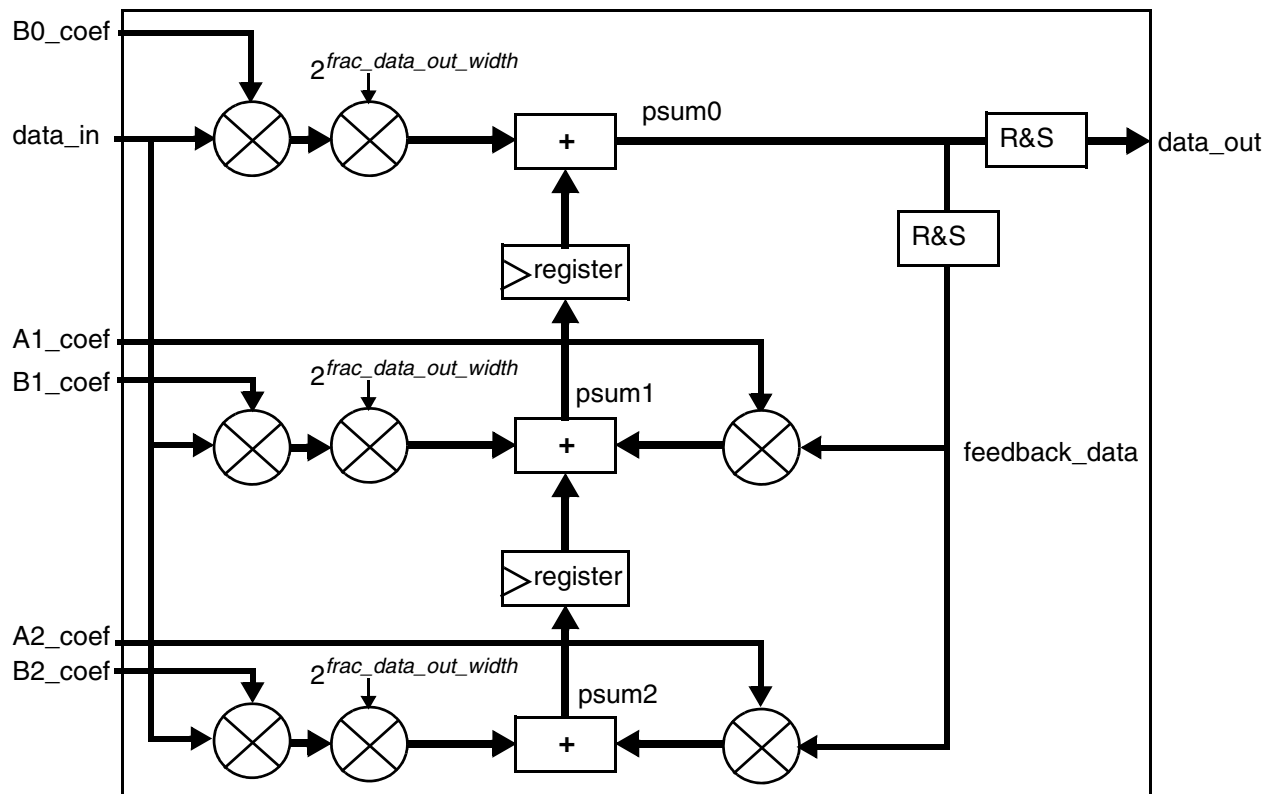 B0_coef
2^frac_data_out_width
data_in
+
psum0
R&S
data_out
R&S
register
A1_coef
B1_coef
2^frac_data_out_width
psum1
+
feedback_data
register
A2_coef
B2_coef
2^frac_data_out_width
psum2
+